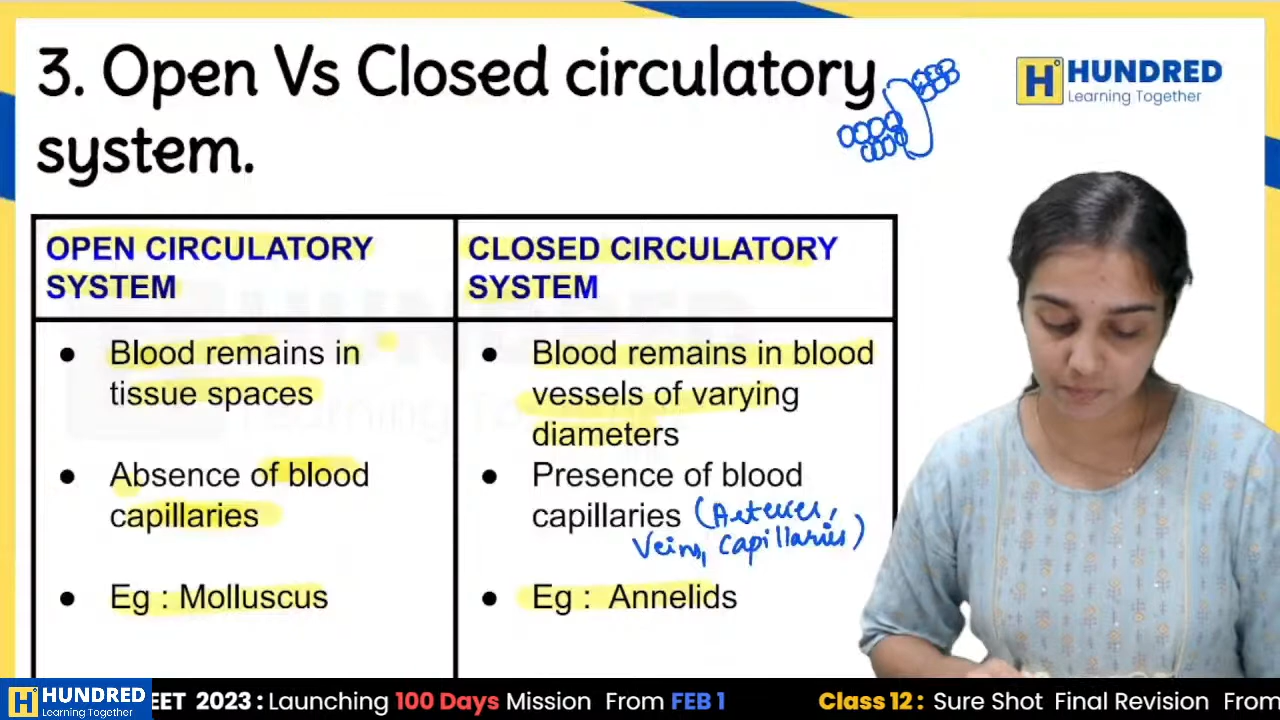 3. Open Vs Closed circulatory
system.
H° HUNDRED
Learning Together
OPEN CIRCULATORY
SYSTEM
CLOSED CIRCULATORY
SYSTEM
● Blood remains in
tissue spaces
● Absence of blood
capillaries
● Eg : Molluscus
● Blood remains in blood
vessels of varying
diameters
● Presence of blood
capillaries (Arteries,
Veins, Capillaries)
● Eg : Annelids
H° HUNDRED
Learning Together
EET 2023 : Launching 100 Days Mission From FEB 1
Class 12 : Sure Shot Final Revision From